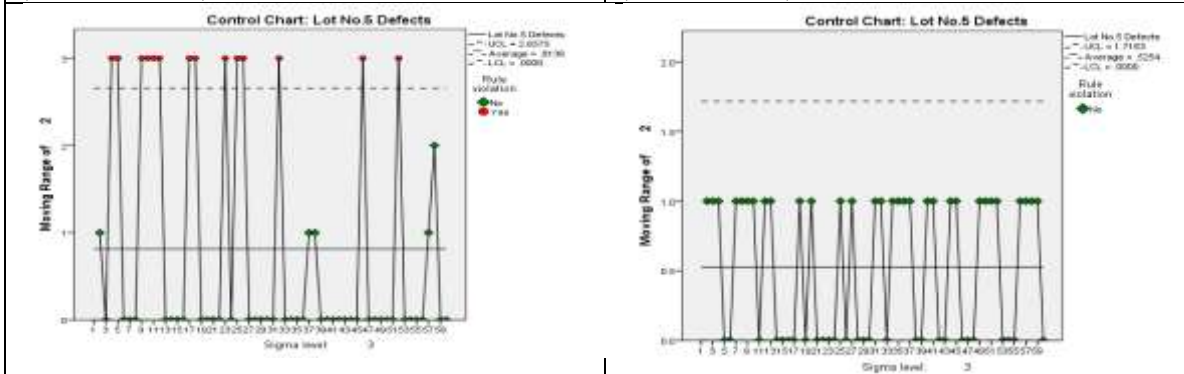 Control Chart: Lot No.5 Defects
Lot No.5 Defects
UCL = 2.6575
Average = .8136
LCL = .0000
Rule
violation
No
Yes
3
2
1
0
Moving Range of 2
Sigma level: 3
Control Chart: Lot No.5 Defects
Lot No.5 Defects
UCL = 1.7163
Average = .5254
LCL = .0000
Rule
violation
No
2.0
1.5
1.0
0.5
0.0
Moving Range of 2
Sigma level: 3